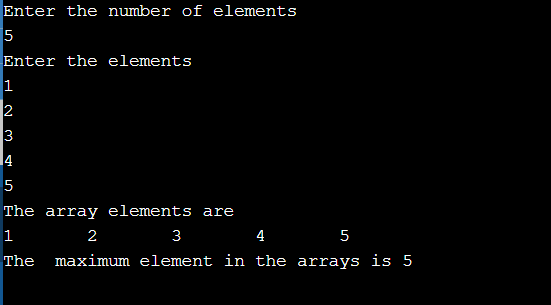 Enter the number of elements
5
Enter the elements
1
2
3
4
5
The array elements are
1       2       3       4       5
The  maximum element in the arrays is 5